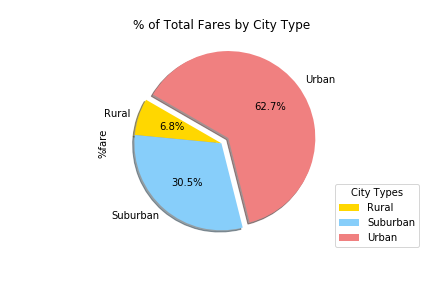 % of Total Fares by City Type
Urban
62.7%
Rural
6.8%
%fare
30.5%
Suburban
City Types
Rural
Suburban
Urban